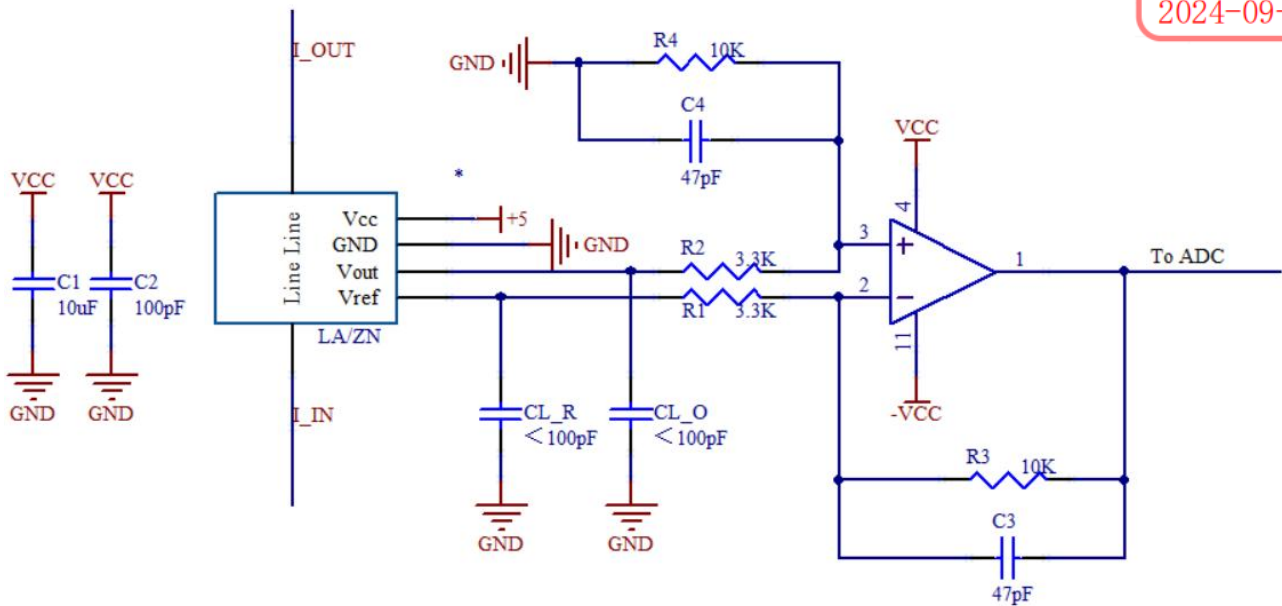 2024-09-
I_OUT
R4
10K
GND
C4
47pF
VCC
VCC
VCC
*
Line Line
Vcc
GND
Vout
Vref
+5
GND
4
R2
3.3K
3
+
1
To ADC
C1
10uF
C2
100pF
R1
3.3K
2
−
LA/ZN
11
GND
GND
I_IN
CL_R
<100pF
CL_O
<100pF
-VCC
R3
10K
C3
47pF
GND
GND